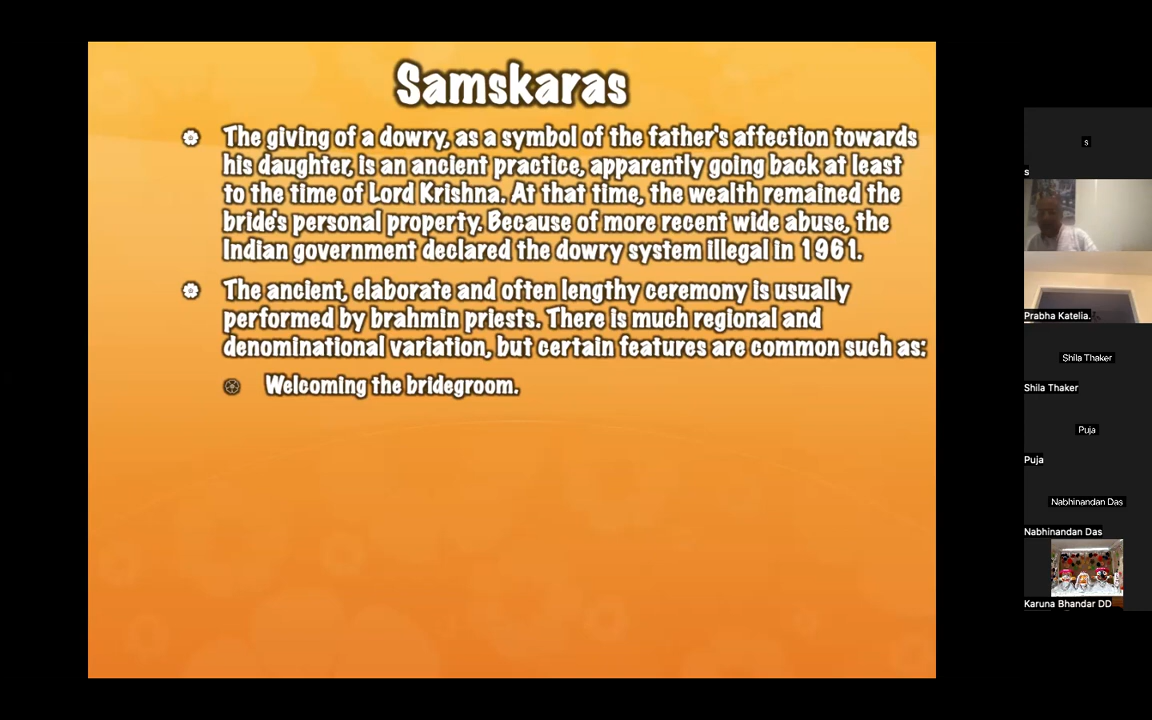 Samskaras
The giving of a dowry, as a symbol of the father's affection towards
his daughter, is an ancient practice, apparently going back at least
to the time of Lord Krishna. At that time, the wealth remained the
bride's personal property. Because of more recent wide abuse, the
Indian government declared the dowry system illegal in 1961.
The ancient, elaborate and often lengthy ceremony is usually
performed by brahmin priests. There is much regional and
denominational variation, but certain features are common such as:
Welcoming the bridegroom.
s
s
Prabha Katelia.
Shila Thaker
Shila Thaker
Puja
Puja
Nabhinandan Das
Nabhinandan Das
Karuna Bhandar DD